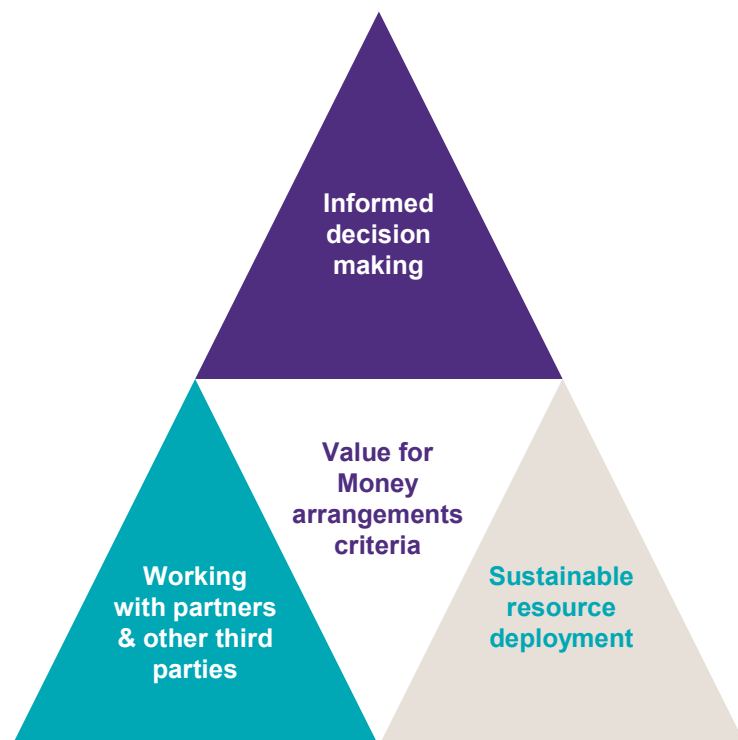 Informed
decision
making
Value for
Money
arrangements
criteria
Working
with partners
& other third
parties
Sustainable
resource
deployment